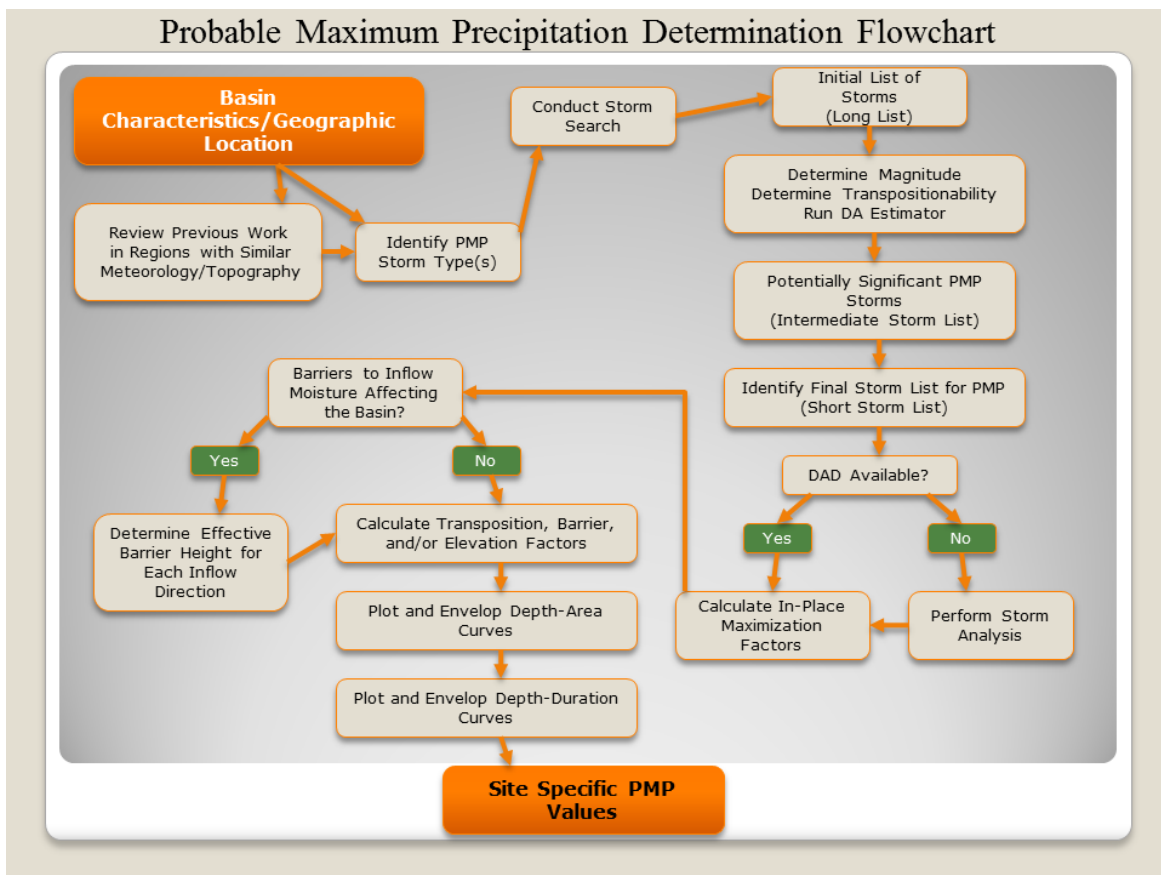 Probable Maximum Precipitation Determination Flowchart
Basin
Characteristics/Geographic
Location
Review Previous Work
in Regions with Similar
Meteorology/Topography
Identify PMP
Storm Type(s)
Conduct Storm
Search
Initial List of
Storms
(Long List)
Determine Magnitude
Determine Transpositionability
Run DA Estimator
Potentially Significant PMP
Storms
(Intermediate Storm List)
Identify Final Storm List for PMP
(Short Storm List)
DAD Available?
Yes
No
Perform Storm
Analysis
Calculate In-Place
Maximization
Factors
Barriers to Inflow
Moisture Affecting
the Basin?
Yes
No
Determine Effective
Barrier Height for
Each Inflow
Direction
Calculate Transposition, Barrier,
and/or Elevation Factors
Plot and Envelop Depth-Area
Curves
Plot and Envelop Depth-Duration
Curves
Site Specific PMP
Values